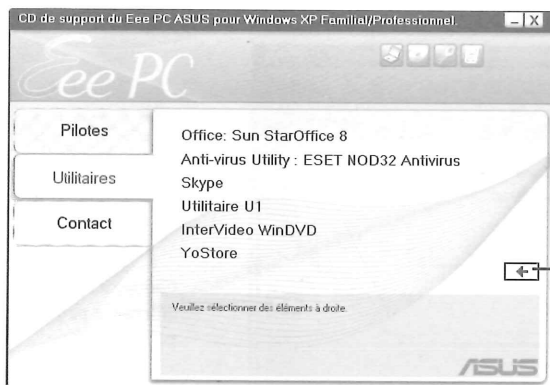 CD de support du Eee PC ASUS pour Windows XP Familial/Professionnel.
Eee PC
Pilotes
Utilitaires
Contact
Office: Sun StarOffice 8
Anti-virus Utility : ESET NOD32 Antivirus
Skype
Utilitaire U1
InterVideo WinDVD
YoStore
Veuillez sélectionner des éléments à droite.
ASUS